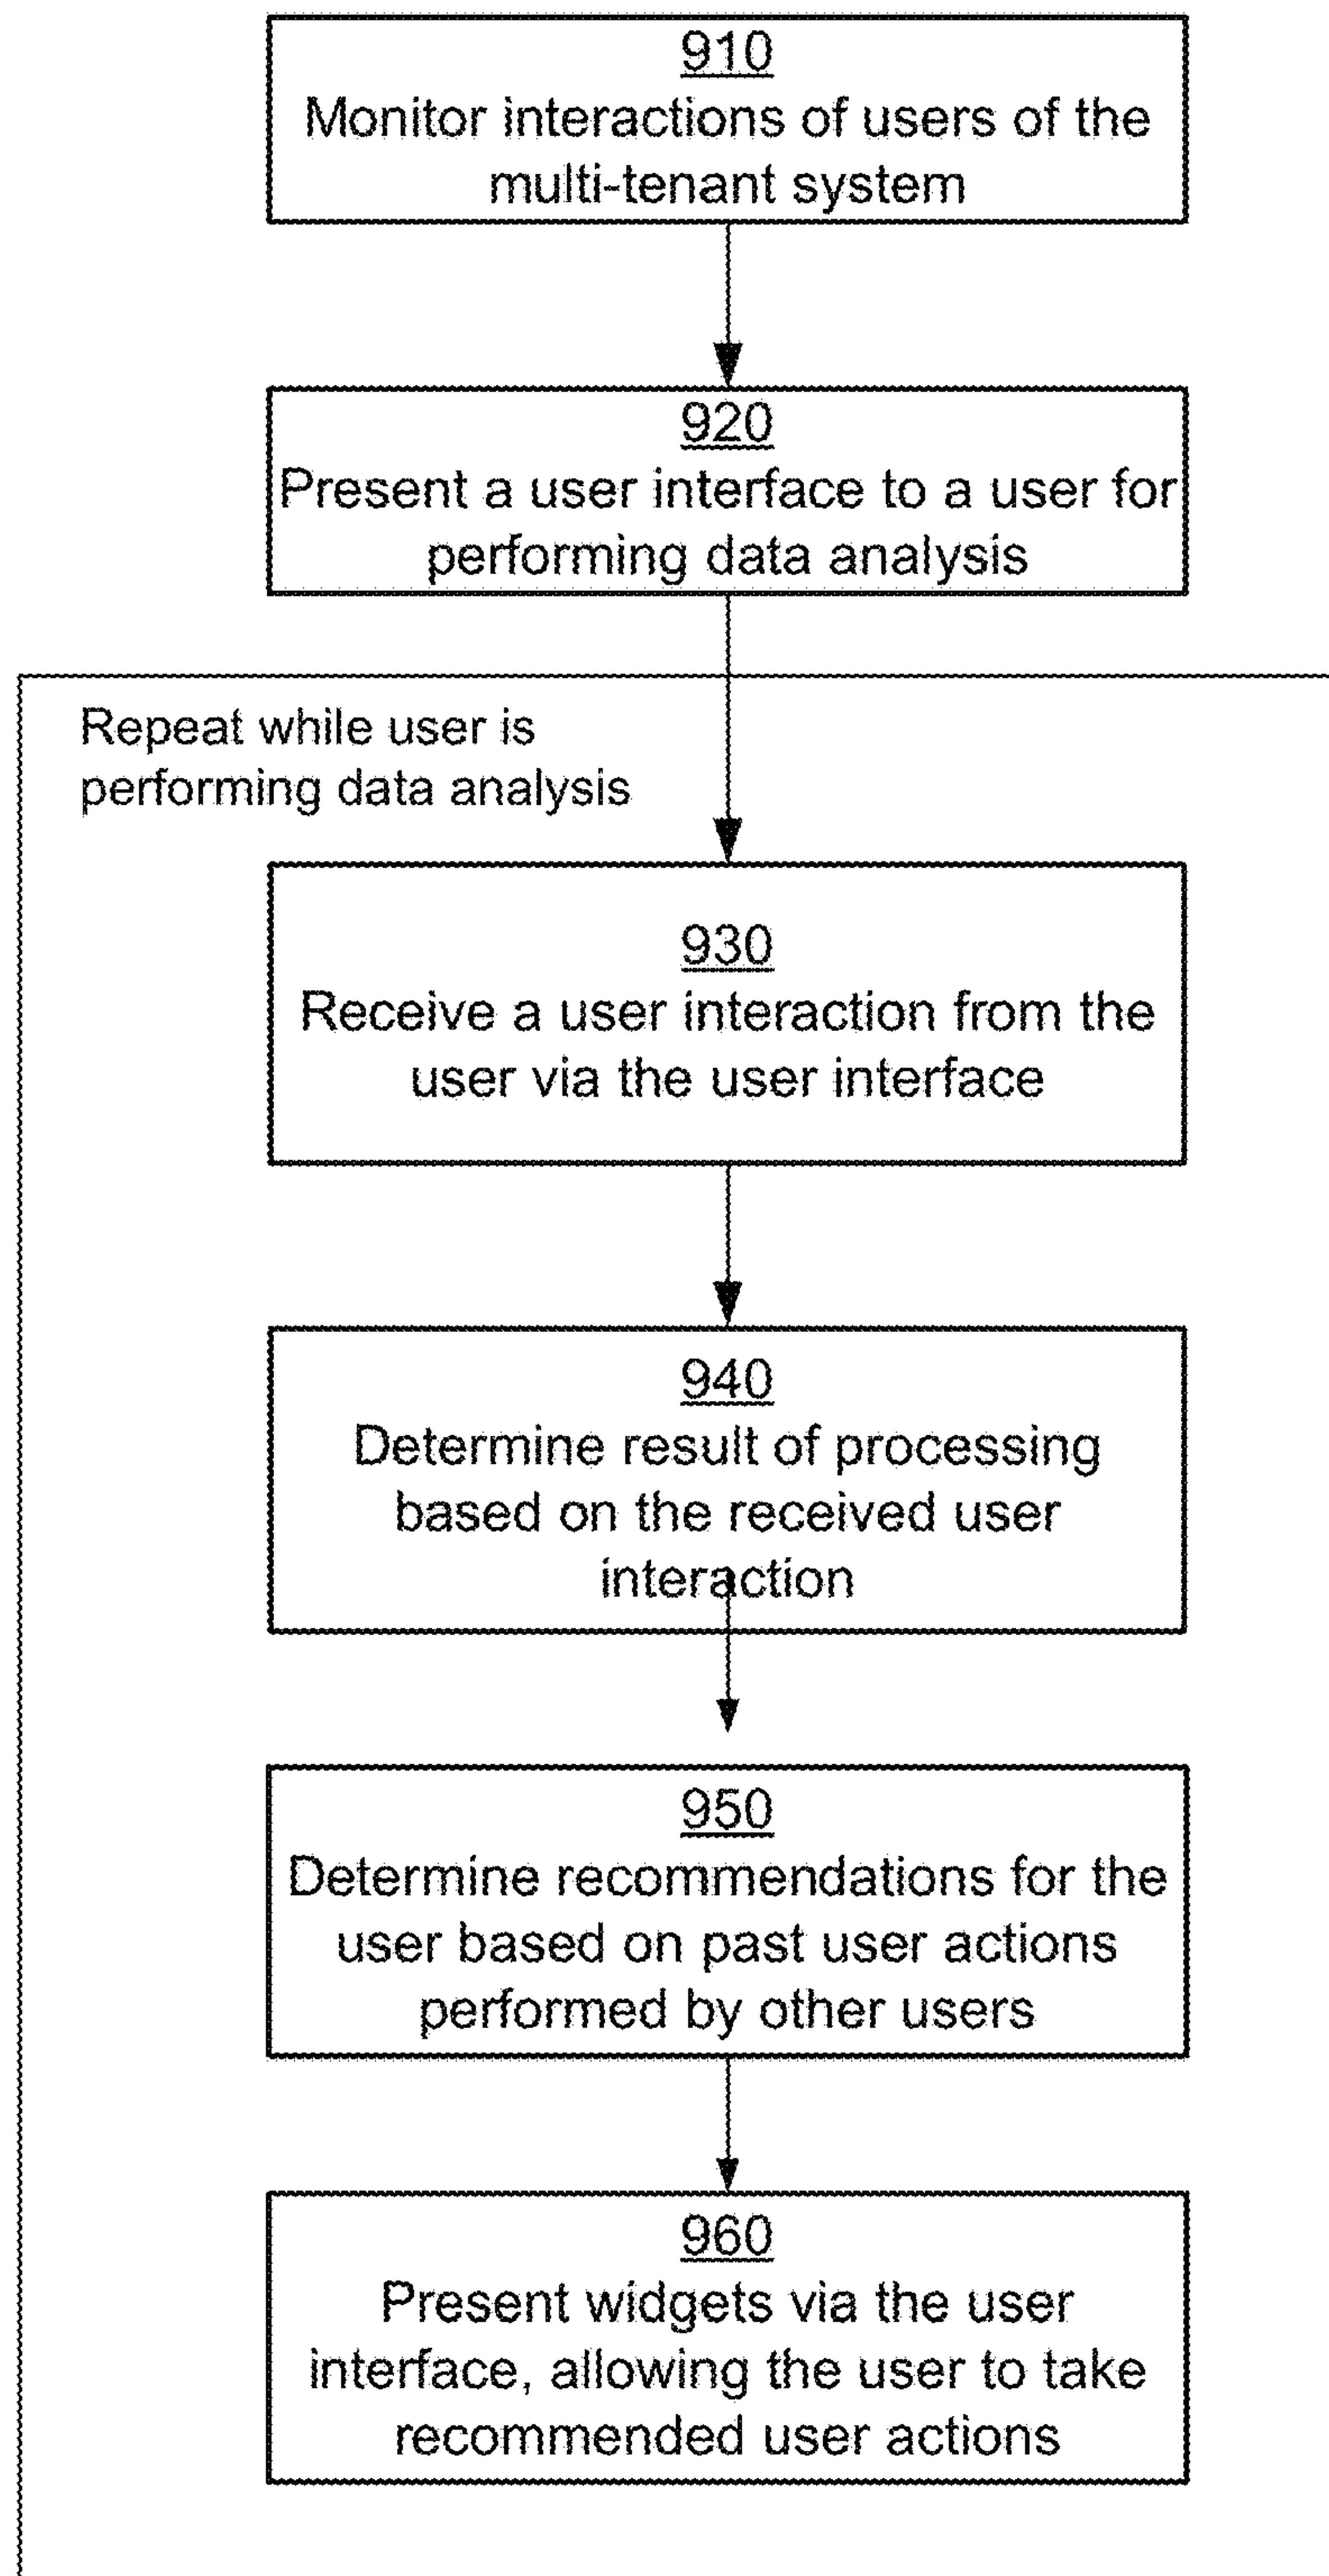 910
Monitor interactions of users of the
multi-tenant system
920
Present a user interface to a user for
performing data analysis
Repeat while user is
performing data analysis
930
Receive a user interaction from the
user via the user interface
940
Determine result of processing
based on the received user
interaction
950
Determine recommendations for the
user based on past user actions
performed by other users
960
Present widgets via the user
interface, allowing the user to take
recommended user actions